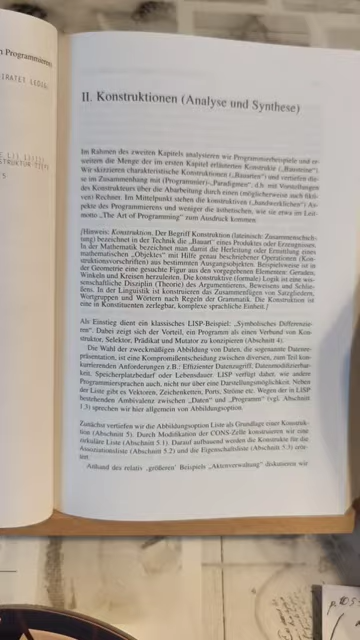 n Programmieren
II. Konstruktionen (Analyse und Synthese)
Im Rahmen des zweiten Kapitels analysieren wir Programmierbeispiele und er-
weitern die Menge der im ersten Kapitel erläuterten Konstrukte („Bausteine“).
Wir skizzieren charakteristische Konstruktionen („Bauarten“) und vertiefen die-
se im Zusammenhang mit (Programmier)-„Paradigmen“, d.h. mit Vorstellungen
des Konstrukteurs über die Abarbeitung durch einen (möglicherweise auch fikti-
ven) Rechner. Im Mittelpunkt stehen die konstruktiven („handwerklichen“) As-
pekte des Programmierens und weniger die ästhetischen, wie sie etwa im Leit-
motto „The Art of Programming“ zum Ausdruck kommen.
[Hinweis: Konstruktion. Der Begriff Konstruktion (lateinisch: Zusammenschich-
tung) bezeichnet in der Technik die „Bauart“ eines Produktes oder Erzeugnisses.
In der Mathematik bezeichnet man damit die Herleitung oder Ermittlung eines
mathematischen „Objektes“ mit Hilfe genau beschriebener Operationen (Kon-
struktionsvorschriften) aus bestimmten Ausgangsobjekten. Beispielsweise ist in
der Geometrie eine gesuchte Figur aus den vorgegebenen Elementen: Geraden,
Winkeln und Kreisen herzuleiten. Die konstruktive (formale) Logik ist eine wis-
senschaftliche Disziplin (Theorie) des Argumentierens, Beweisens und Schlie-
ßens. In der Linguistik ist konstruieren das Zusammenfügen von Satzgliedern,
Wortgruppen und Wörtern nach Regeln der Grammatik. Die Konstruktion ist
eine in Konstituenten zerlegbare, komplexe sprachliche Einheit.]
Als Einstieg dient ein klassisches LISP-Beispiel: „Symbolisches Differenzie-
ren“. Dabei zeigt sich der Vorteil, ein Programm als einen Verbund von Kon-
struktor, Selektor, Prädikat und Mutator zu konzipieren (Abschnitt 4).
Die Wahl der zweckmäßigen Abbildung von Daten, die sogenannte Daten-
präsentation, ist eine Kompromißentscheidung zwischen diversen, zum Teil kon-
kurrierenden Anforderungen z.B.: Effizienter Datenzugriff, Datenmodifizierbar-
keit, Speicherplatzbedarf oder Lebensdauer. LISP verfügt daher, wie andere
Programmiersprachen auch, nicht nur über eine Darstellungsmöglichkeit. Neben
der Liste gibt es Vektoren, Zeichenketten, Ports, Ströme etc. Wegen der in LISP
bestehenden Ambivalenz zwischen „Daten“ und „Programm“ (vgl. Abschnitt
1.3) sprechen wir hier allgemein von Abbildungsoption.
Zunächst vertiefen wir die Abbildungsoption Liste als Grundlage einer Konstruk-
tion (Abschnitt 5). Durch Modifikation der CONS-Zelle konstruieren wir eine
zirkuläre Liste (Abschnitt 5.1). Darauf aufbauend werden die Konstrukte für die
Assoziationsliste (Abschnitt 5.2) und die Eigenschaftsliste (Abschnitt 5.3) erläu-
tert.
Anhand des relativ „größeren“ Beispiels „Aktenverwaltung“ diskutieren wir